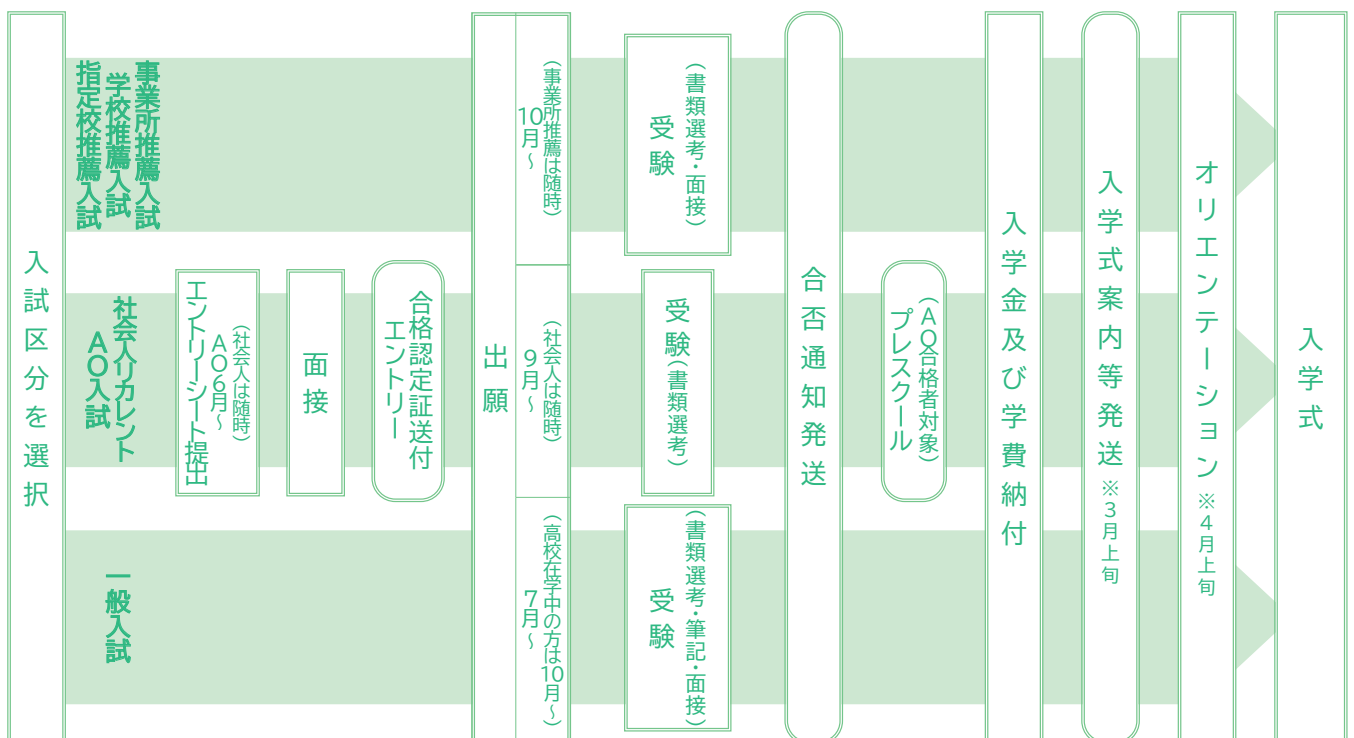 入試区分を選択
事業所推薦入試
学校推薦入試
指定校推薦入試
社会人リカレント
AO入試
一般入試
(社会人は随時)
AO6月~
エントリーシート提出
面接
合格認定証送付
エントリー
出願
(事業所推薦は随時)
10月~
(社会人は随時)
9月~
(高校在学中の方は10月~)
7月~
(書類選考・面接)
受験
受験(書類選考)
(書類選考・筆記・面接)
受験
合否通知発送
(AO合格者対象)
プレスクール
入学金及び学費納付
入学式案内等発送※3月上旬
オリエンテーション※4月上旬
入学式